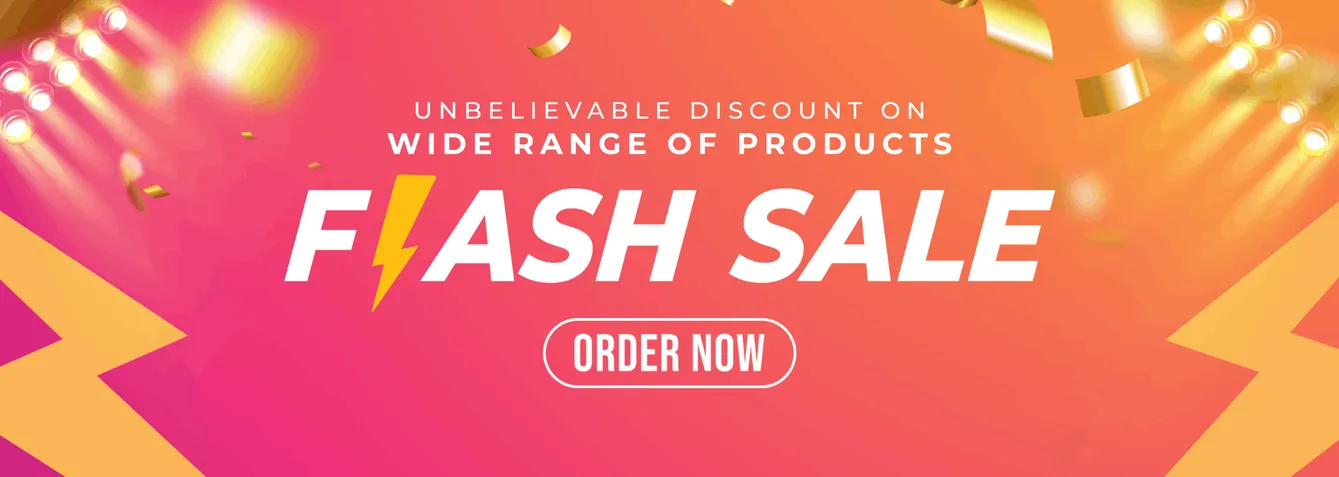 UNBELIEVABLE DISCOUNT ON
WIDE RANGE OF PRODUCTS
FLASH SALE
ORDER NOW